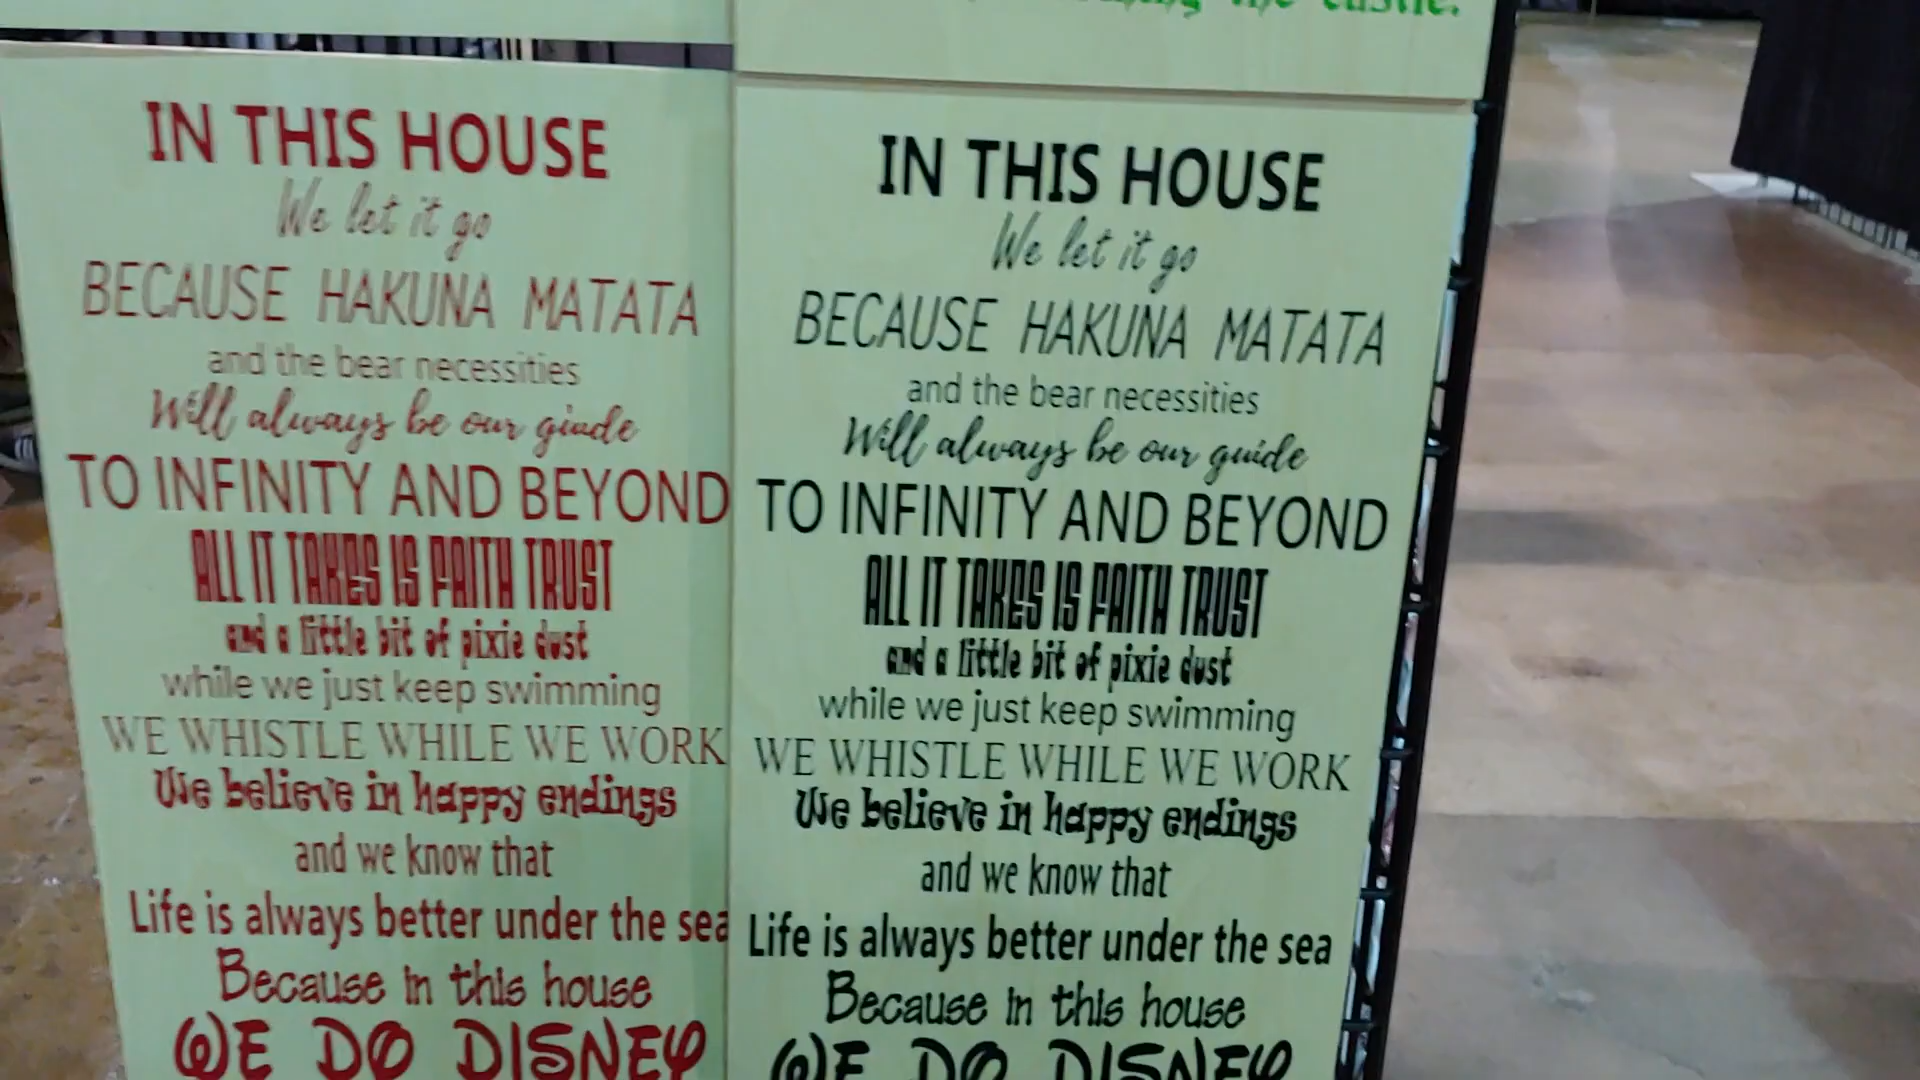 the castle.
IN THIS HOUSE
We let it go
BECAUSE HAKUNA MATATA
and the bear necessities
Will always be our giude
TO INFINITY AND BEYOND
ALL IT TAKES IS FAITH TRUST
and a little bit of pixie dust
while we just keep swimming
WE WHISTLE WHILE WE WORK
We believe in happy endings
and we know that
Life is always better under the sea
Because in this house
WE DO DISNEY
IN THIS HOUSE
We let it go
BECAUSE HAKUNA MATATA
and the bear necessities
Will always be our guide
TO INFINITY AND BEYOND
ALL IT TAKES IS FAITH TRUST
and a little bit of pixie dust
while we just keep swimming
WE WHISTLE WHILE WE WORK
We believe in happy endings
and we know that
Life is always better under the sea
Because in this house
WE DO DISNEY